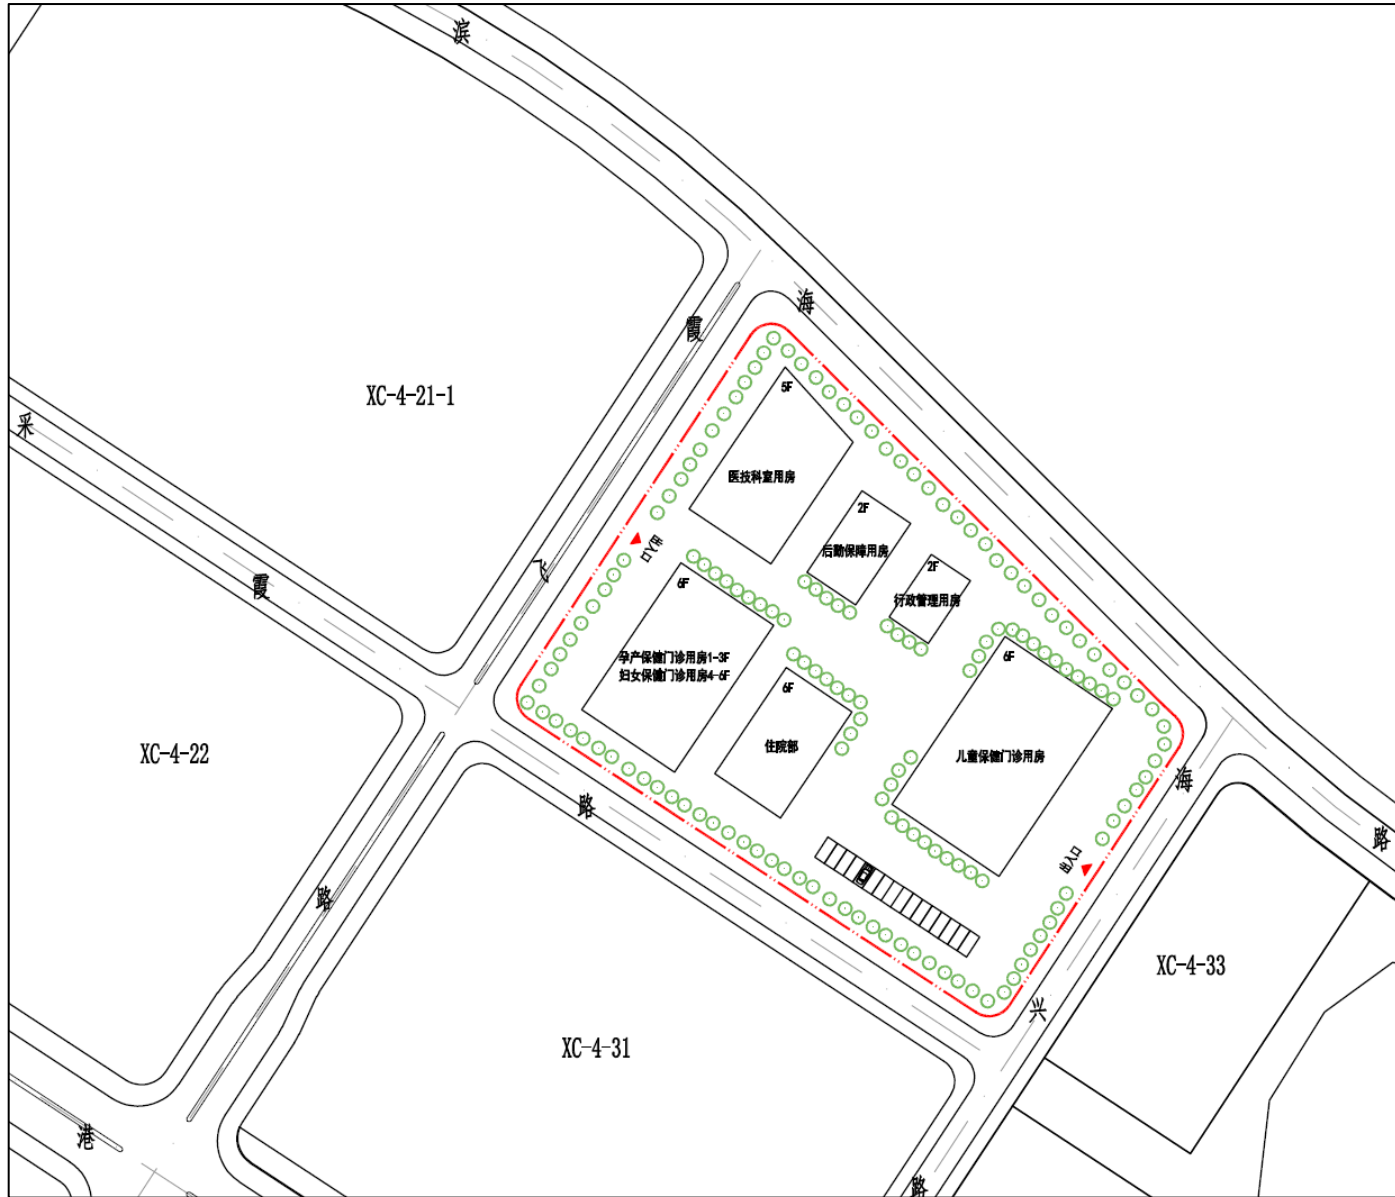 滨
海
霞
5F
XC-4-21-1
采
医技科室用房
2F
后勤保障用房
出入口
2F
飞
霞
6F
行政管理用房
孕产保健门诊用房1-3F
妇女保健门诊用房4-6F
6F
6F
住院部
儿童保健门诊用房
XC-4-22
海
路
路
出入口
路
XC-4-33
兴
XC-4-31
港
路